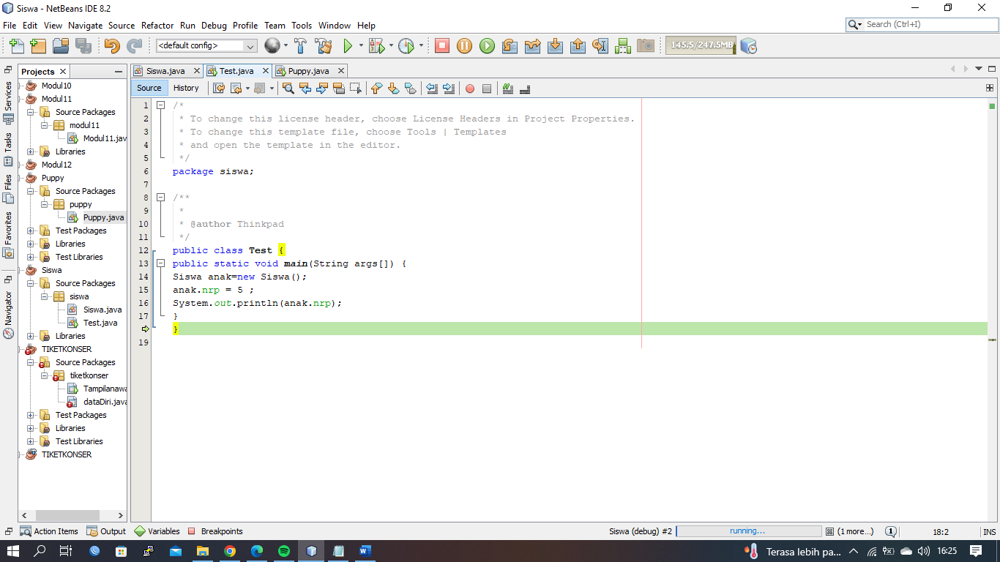 Siswa - NetBeans IDE 8.2
File Edit View Navigate Source Refactor Run Debug Profile Team Tools Window Help
Search (Ctrl+I)
<default config>
145.5/247.5MB
Projects
Siswa.java
Test.java
Puppy.java
Source
History
Services
Tasks
Files
Favorites
Navigator
Modul10
Modul11
Source Packages
modul11
Modul11.jav
Libraries
Modul12
Puppy
Source Packages
puppy
Puppy.java
Test Packages
Libraries
Test Libraries
Siswa
Source Packages
siswa
Siswa.java
Test.java
Libraries
TIKETKONSER
Source Packages
tiketkonser
Tampilanawa
dataDiri.java
Test Packages
Libraries
Test Libraries
TIKETKONSER
1 /*
2 * To change this license header, choose License Headers in Project Properties.
3 * To change this template file, choose Tools | Templates
4 * and open the template in the editor.
5 */
6 package siswa;
7
8 /**
9 *
10 * @author Thinkpad
11 */
12 public class Test {
13 public static void main(String args[]) {
14 Siswa anak=new Siswa();
15 anak.nrp = 5 ;
16 System.out.println(anak.nrp);
17 }
}
19
Action Items
Output
Variables
Breakpoints
Siswa (debug) #2
running...
(1 more...)
1
18:2
INS
Terasa lebih pa...
16:25